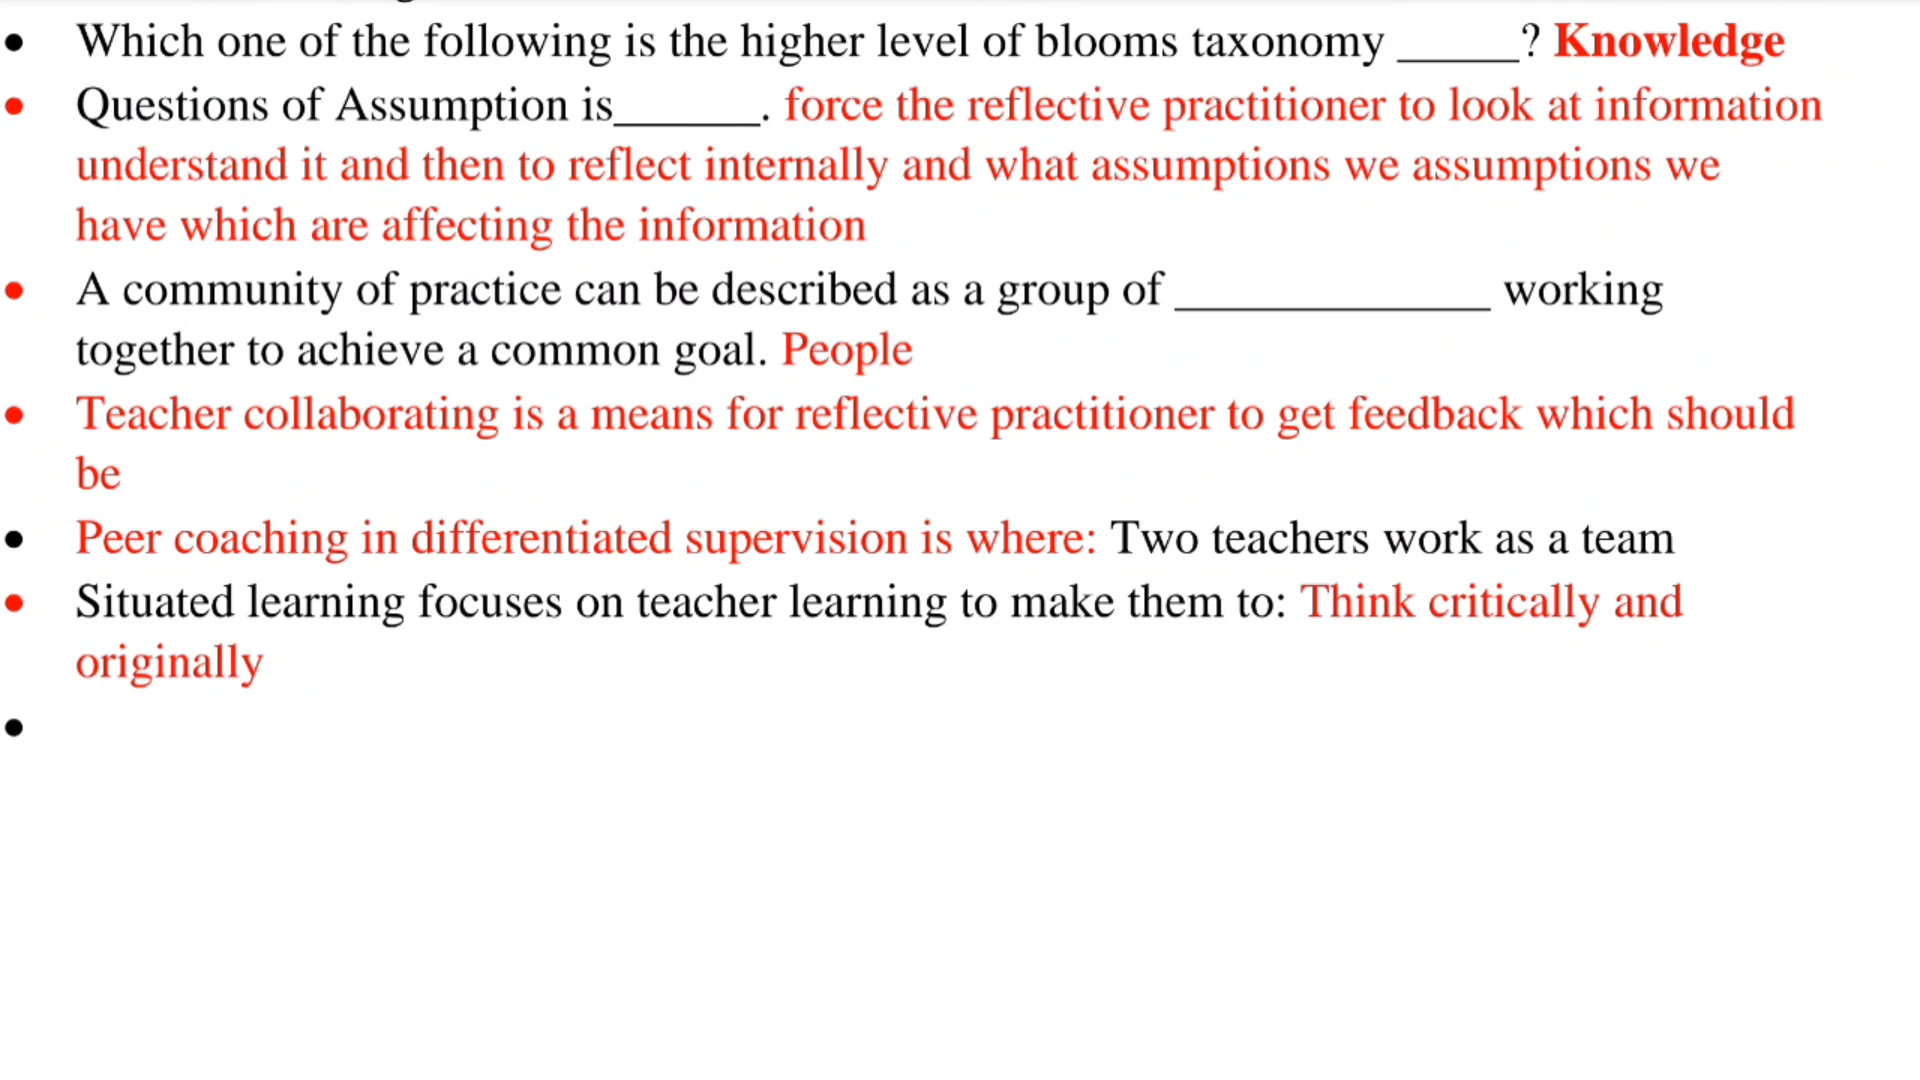 • Which one of the following is the higher level of blooms taxonomy _____? Knowledge
• Questions of Assumption is______. force the reflective practitioner to look at information
understand it and then to reflect internally and what assumptions we assumptions we
have which are affecting the information
• A community of practice can be described as a group of _____________ working
together to achieve a common goal. People
• Teacher collaborating is a means for reflective practitioner to get feedback which should
be
• Peer coaching in differentiated supervision is where: Two teachers work as a team
• Situated learning focuses on teacher learning to make them to: Think critically and
originally
•